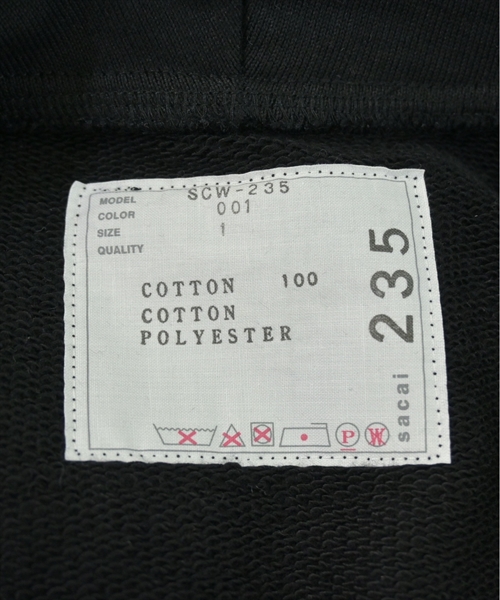 MODEL SCW-235
COLOR 001
SIZE 1
QUALITY
COTTON 100
COTTON
POLYESTER
P W
sacai 235